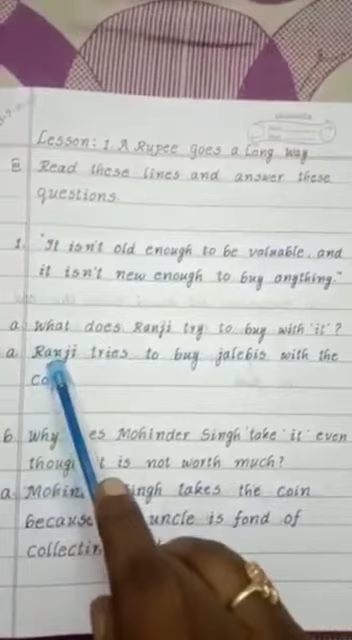 Lesson: 1. A Rupee goes a Long way
B Read these lines and answer these
questions.
1. "It isn't old enough to be valuable, and
it isn't new enough to buy anything."
a. What does Ranji try to buy with 'it'?
a. Ranji tries to buy jalebis with the
b. Why es Mohinder Singh 'take' 'it' even
thoug t is not worth much?
a. Mohin ingh takes the coin
because uncle is fond of
collectin